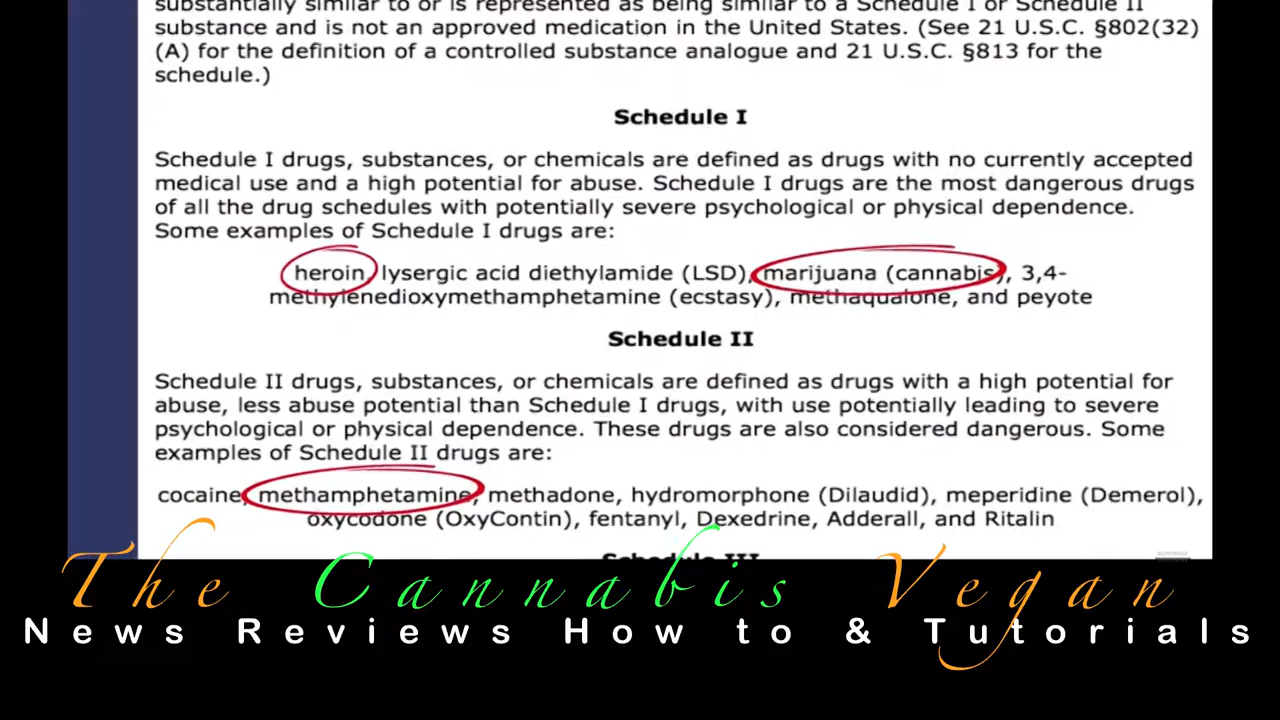 substantially similar to or is represented as being similar to a Schedule I or Schedule II
substance and is not an approved medication in the United States. (See 21 U.S.C. §802(32)
(A) for the definition of a controlled substance analogue and 21 U.S.C. §813 for the
schedule.)
Schedule I
Schedule I drugs, substances, or chemicals are defined as drugs with no currently accepted
medical use and a high potential for abuse. Schedule I drugs are the most dangerous drugs
of all the drug schedules with potentially severe psychological or physical dependence.
Some examples of Schedule I drugs are:
heroin, lysergic acid diethylamide (LSD), marijuana (cannabis), 3,4-
methylenedioxymethamphetamine (ecstasy), methaqualone, and peyote
Schedule II
Schedule II drugs, substances, or chemicals are defined as drugs with a high potential for
abuse, less abuse potential than Schedule I drugs, with use potentially leading to severe
psychological or physical dependence. These drugs are also considered dangerous. Some
examples of Schedule II drugs are:
cocaine, methamphetamine, methadone, hydromorphone (Dilaudid), meperidine (Demerol),
oxycodone (OxyContin), fentanyl, Dexedrine, Adderall, and Ritalin
Schedule III
The Cannabis Vegan
News Reviews How to & Tutorials